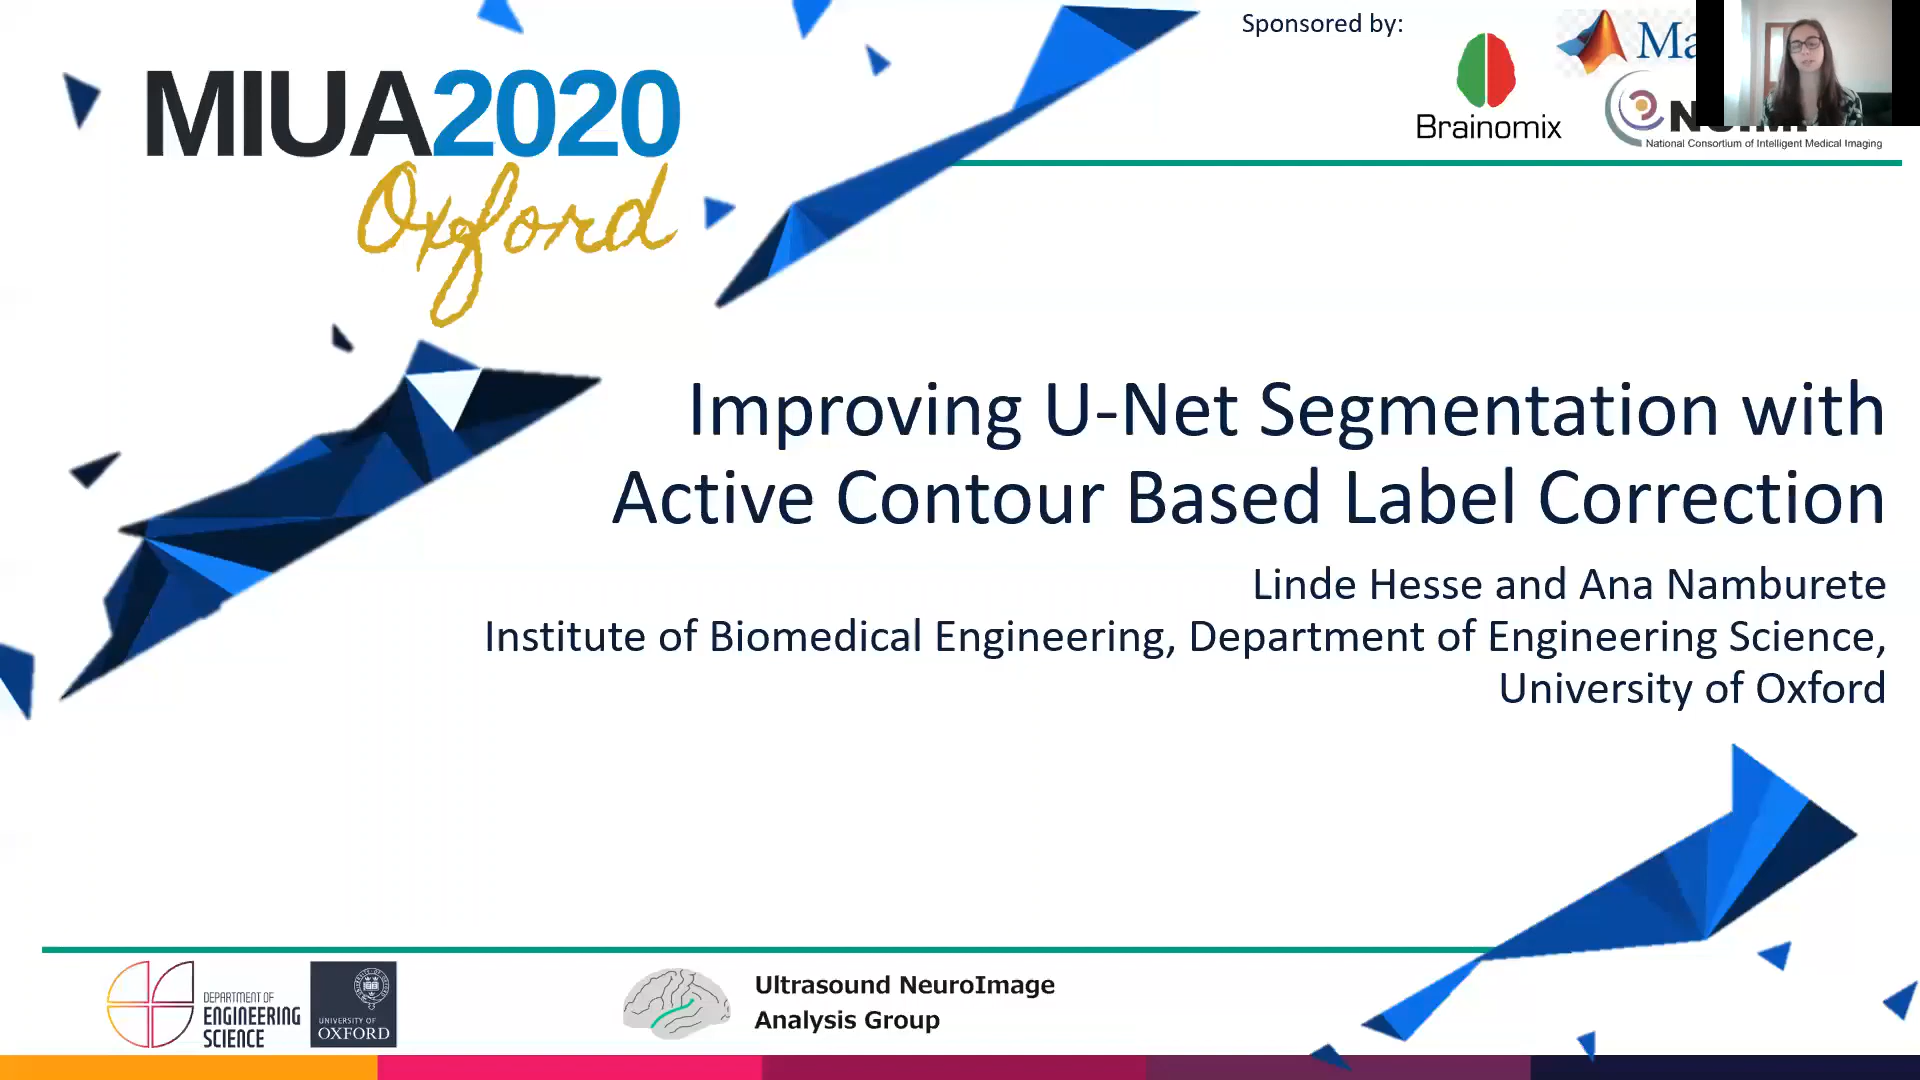 Sponsored by:
MIUA2020
Oxford
Brainomix
National Consortium of Intelligent Medical Imaging
Improving U-Net Segmentation with
Active Contour Based Label Correction
Linde Hesse and Ana Namburete
Institute of Biomedical Engineering, Department of Engineering Science,
University of Oxford
DEPARTMENT OF
ENGINEERING
SCIENCE
UNIVERSITY OF
OXFORD
Ultrasound NeuroImage
Analysis Group